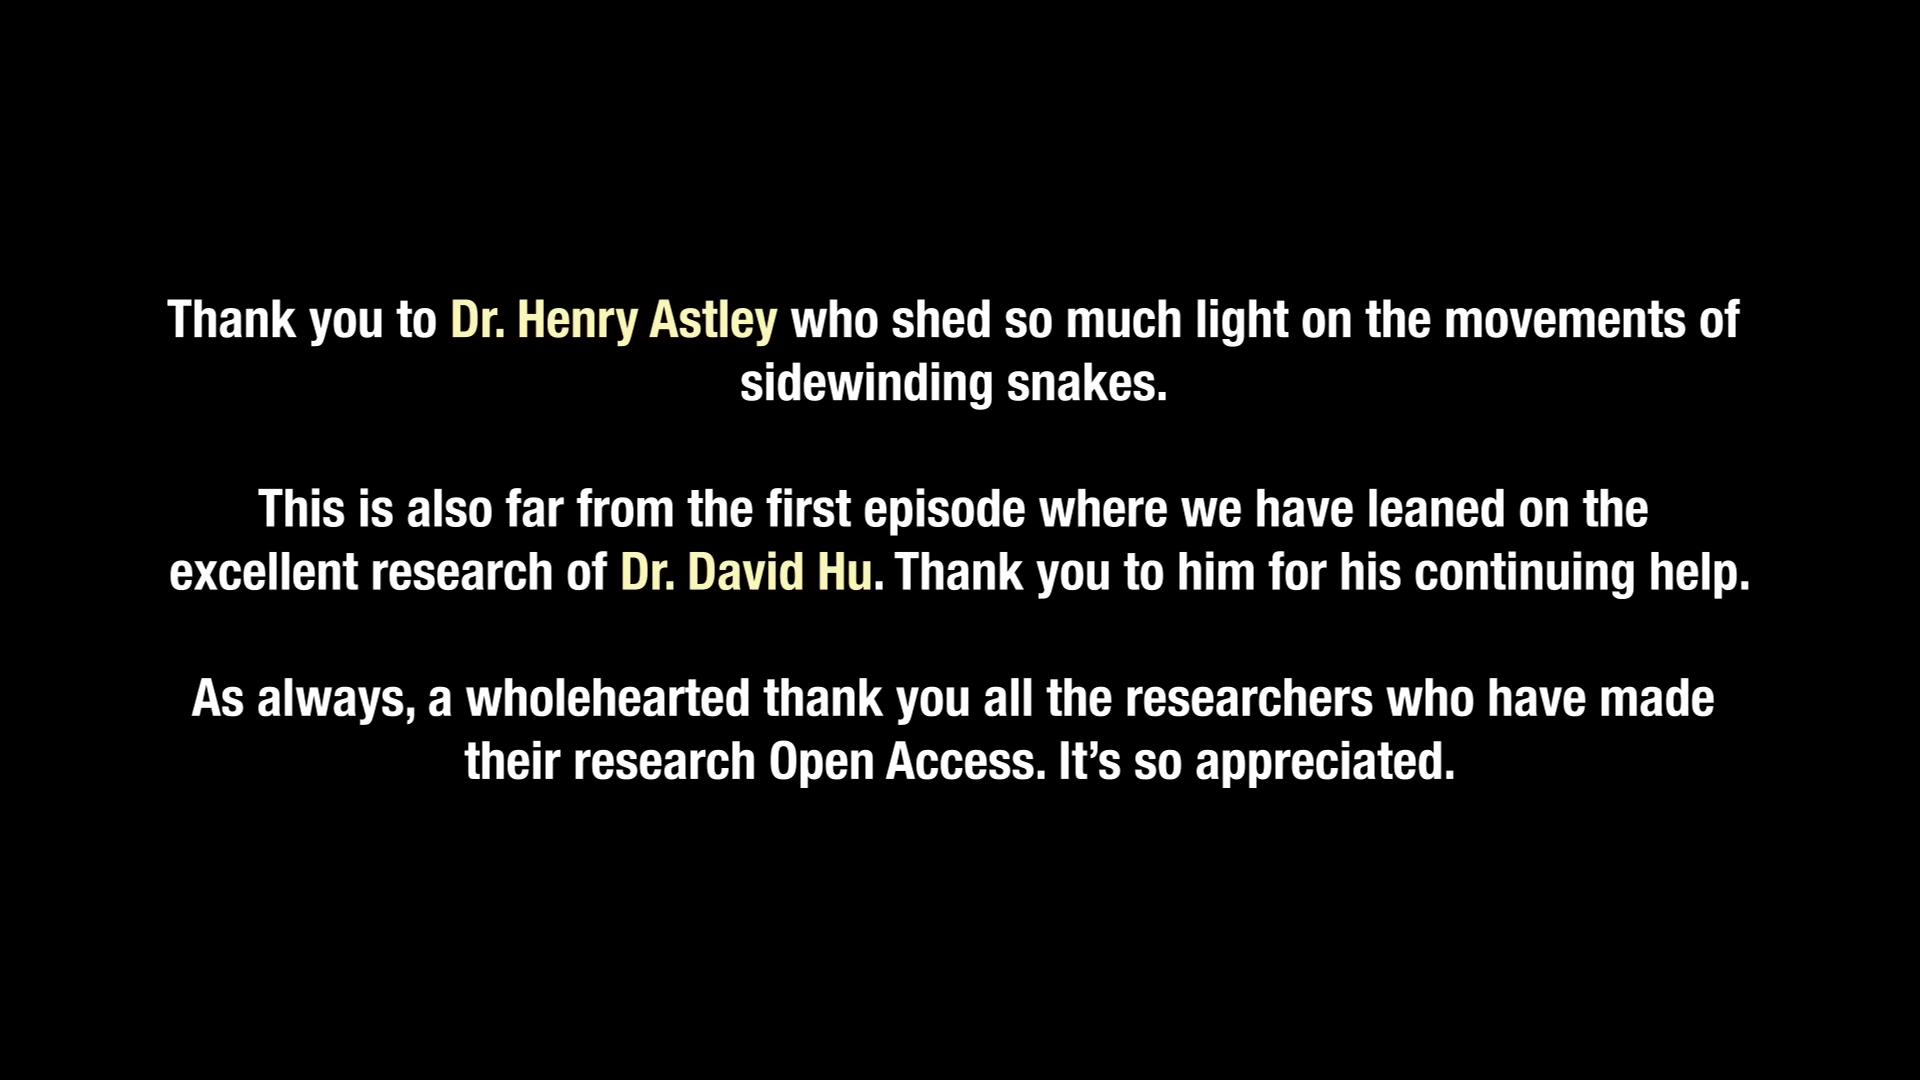 Thank you to Dr. Henry Astley who shed so much light on the movements of
sidewinding snakes.
This is also far from the first episode where we have leaned on the
excellent research of Dr. David Hu. Thank you to him for his continuing help.
As always, a wholehearted thank you all the researchers who have made
their research Open Access. It’s so appreciated.